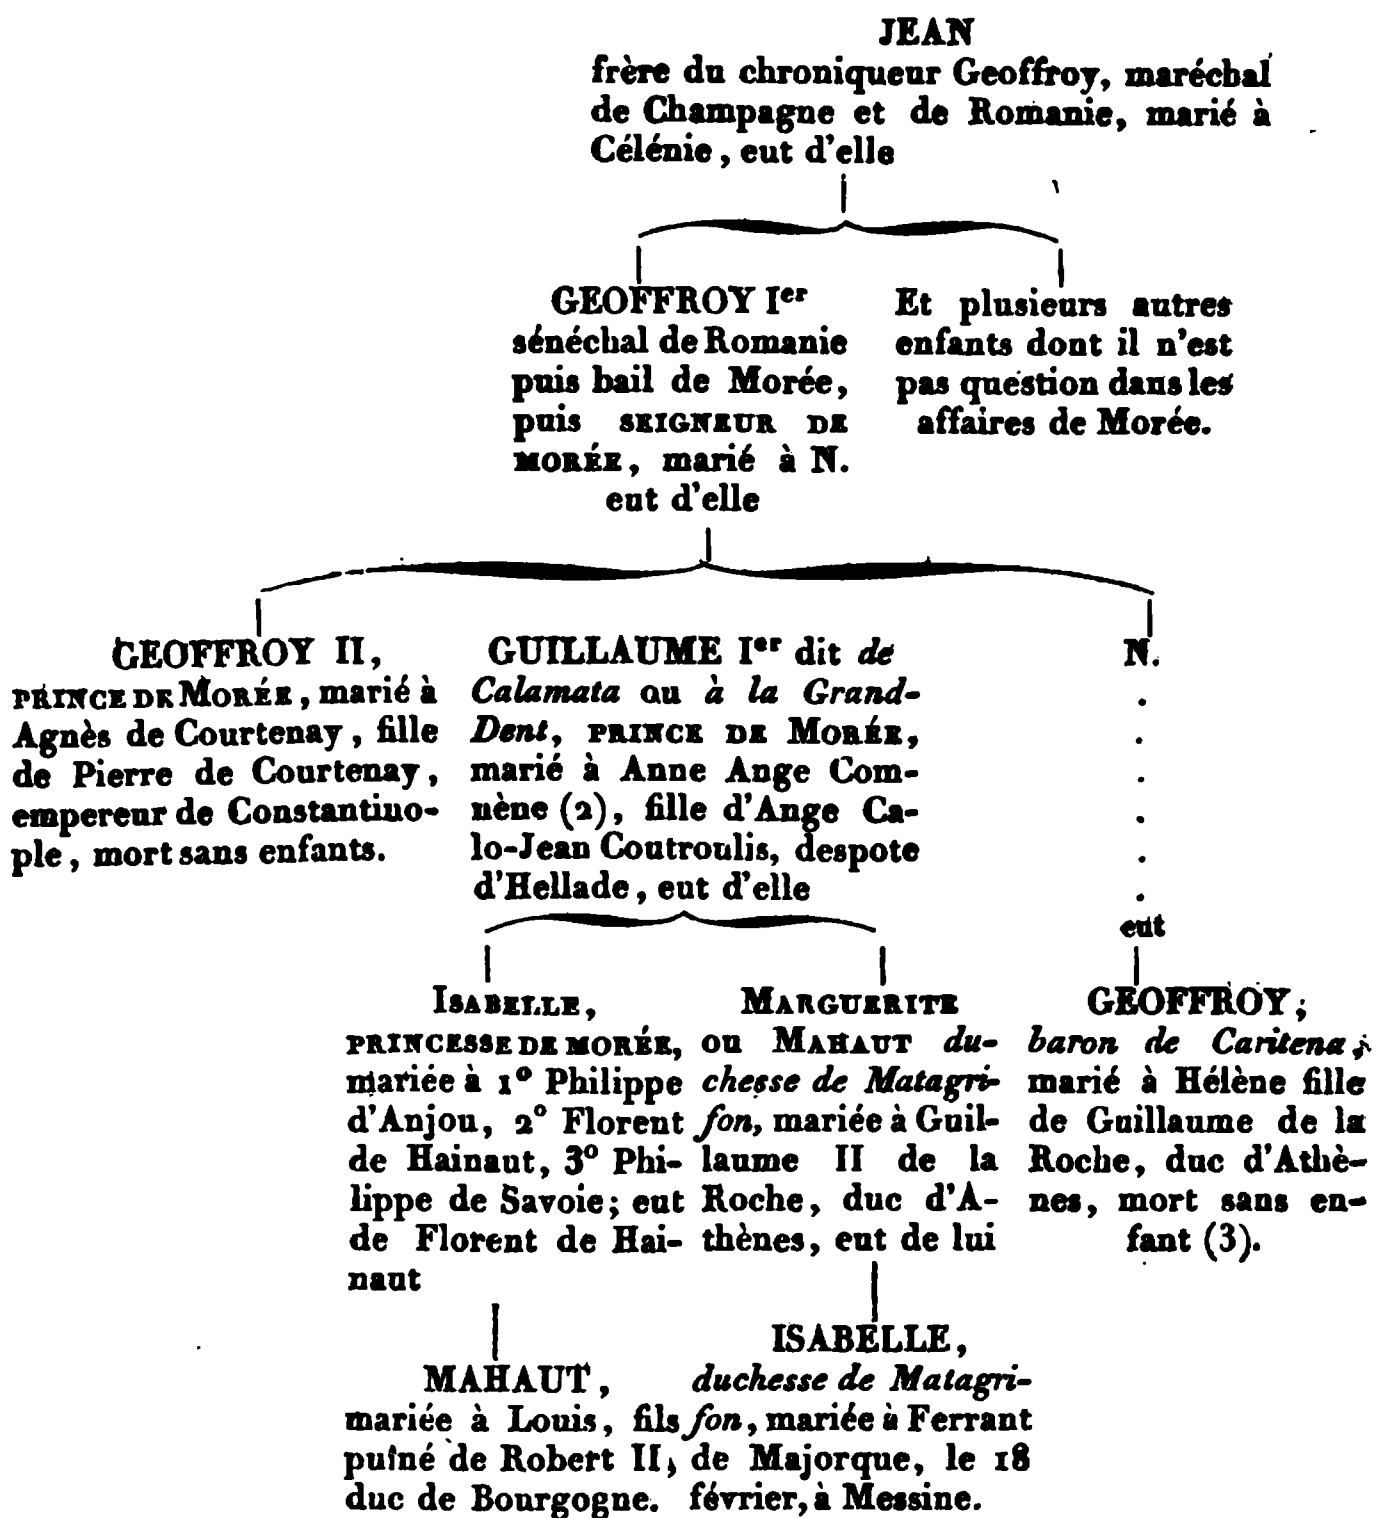 JEAN
frère du chroniqueur Geoffroy, maréchal
de Champagne et de Romanie, marié à
Célénie, eut d'elle
GEOFFROY Ier
sénéchal de Romanie
puis bail de Morée,
puis SEIGNEUR DE
MORÉE, marié à N.
eut d'elle
Et plusieurs autres
enfants dont il n'est
pas question dans les
affaires de Morée.
GEOFFROY II,
PRINCE DE MORÉE, marié à
Agnès de Courtenay, fille
de Pierre de Courtenay,
empereur de Constantino-
ple, mort sans enfants.
GUILLAUME Ier dit de
Calamata ou à la Grand-
Dent, PRINCE DE MORÉE,
marié à Anne Ange Com-
nène (2), fille d'Ange Ca-
lo-Jean Coutroulis, despote
d'Hellade, eut d'elle
N.
.
.
.
.
.
.
eut
ISABELLE,
PRINCESSE DE MORÉE,
mariée à 1º Philippe
d'Anjou, 2º Florent
de Hainaut, 3º Phi-
lippe de Savoie; eut
de Florent de Hai-
naut
MARGUERITE
ou MAHAUT du-
chesse de Matagri-
fon, mariée à Guil-
laume II de la
Roche, duc d'A-
thènes, eut de lui
GEOFFROY;
baron de Caritena;
marié à Hélène fille
de Guillaume de la
Roche, duc d'Athè-
nes, mort sans en-
fant (3).
MAHAUT,
mariée à Louis, fils
puîné de Robert II,
duc de Bourgogne.
ISABELLE,
duchesse de Matagri-
fon, mariée à Ferrant
de Majorque, le 18
février, à Messine.